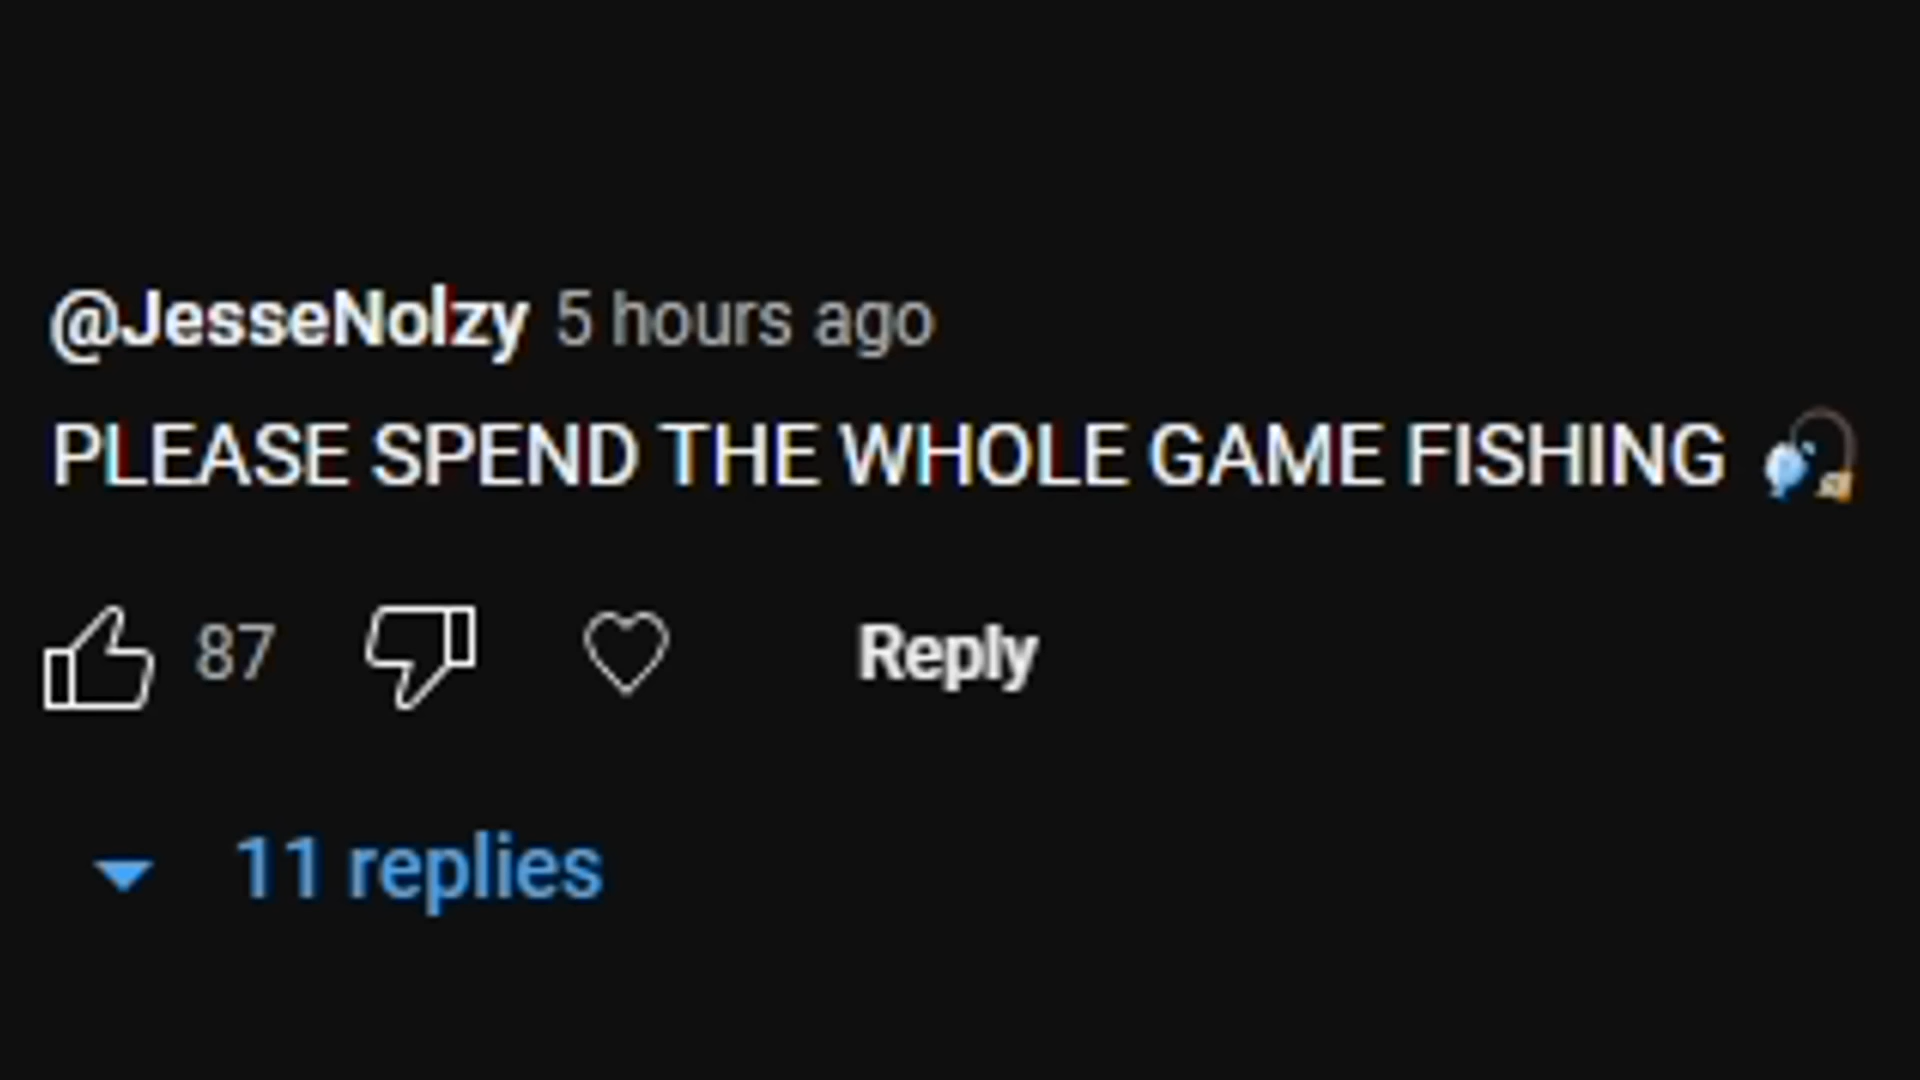 @JesseNolzy 5 hours ago
PLEASE SPEND THE WHOLE GAME FISHING 🎣
87 Reply
11 replies